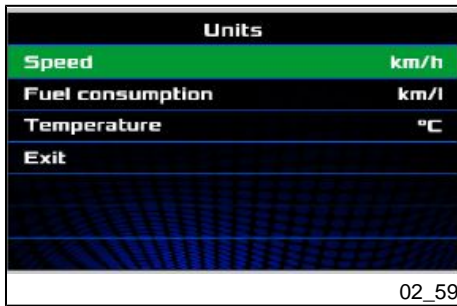 Units
Speed km/h
Fuel consumption km/l
Temperature °C
Exit
02_59